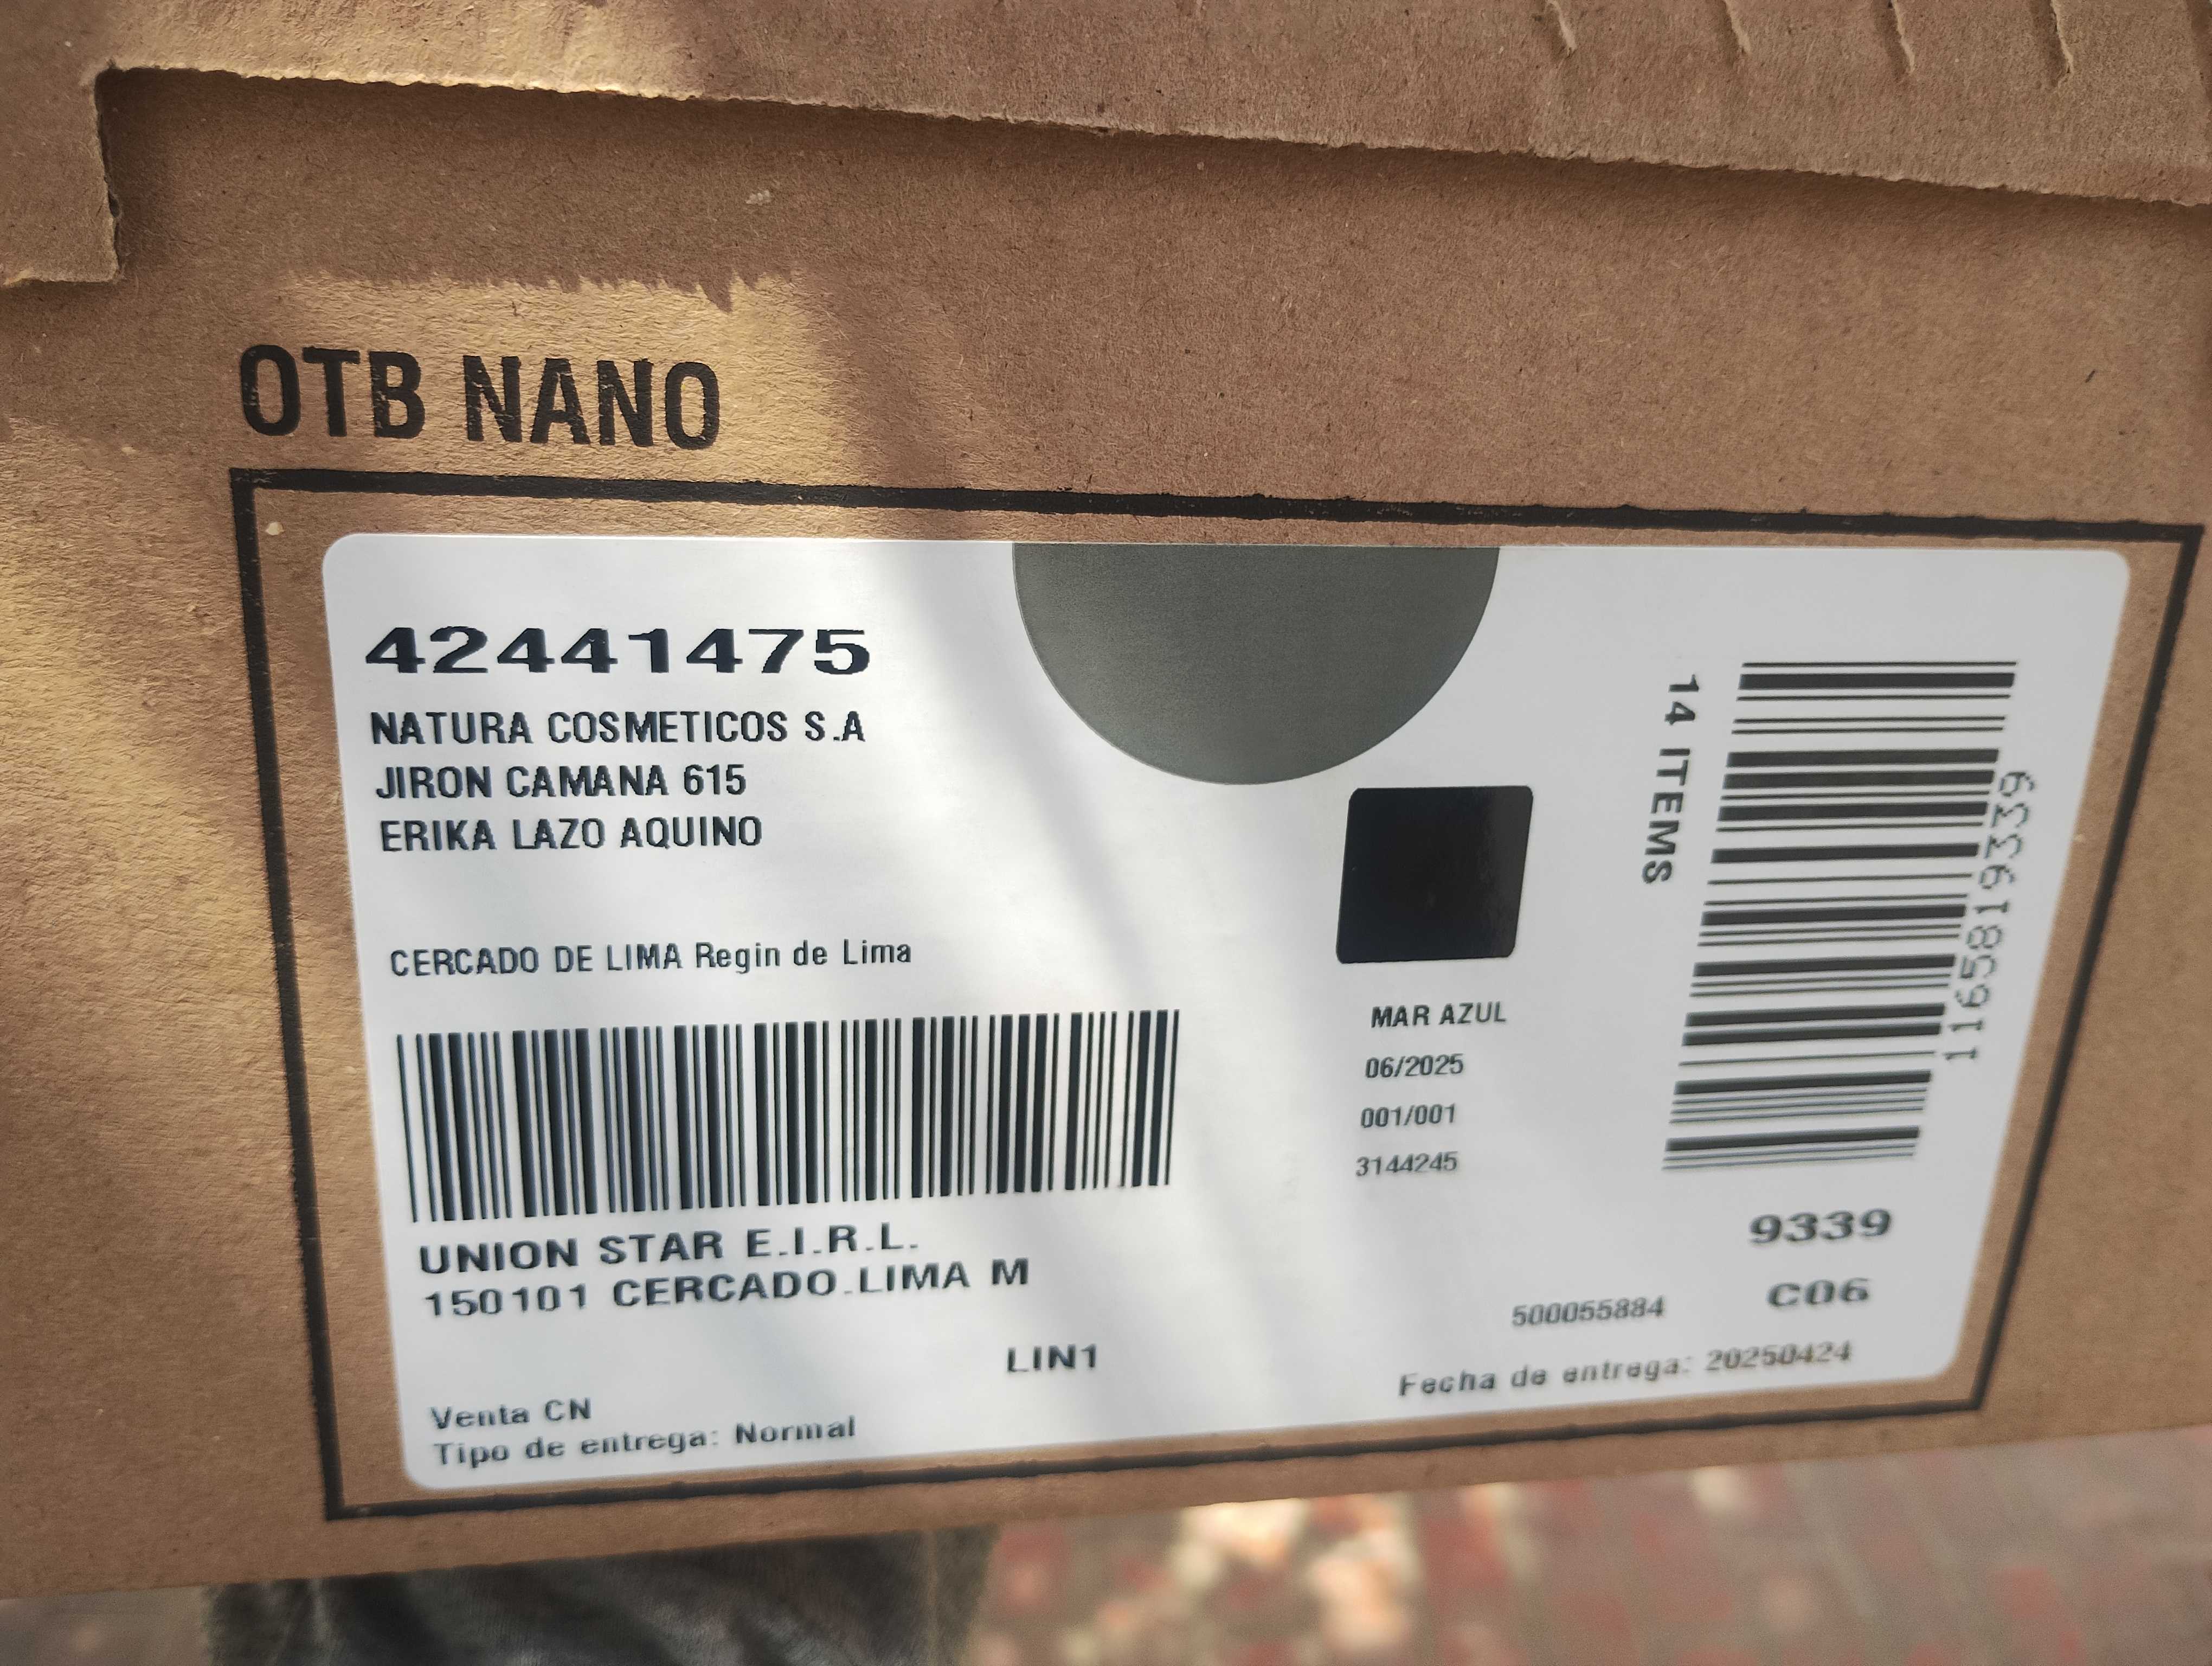 OTB NANO
42441475
NATURA COSMETICOS S.A
JIRON CAMANA 615
ERIKA LAZO AQUINO
CERCADO DE LIMA Regin de Lima
UNION STAR E.I.R.L.
150101 CERCADO.LIMA M
LIN1
Venta CN
Tipo de entrega: Normal
MAR AZUL
06/2025
001/001
3144245
14 ITEMS
1165819339
9339
C06
500055884
Fecha de entrega: 20250424